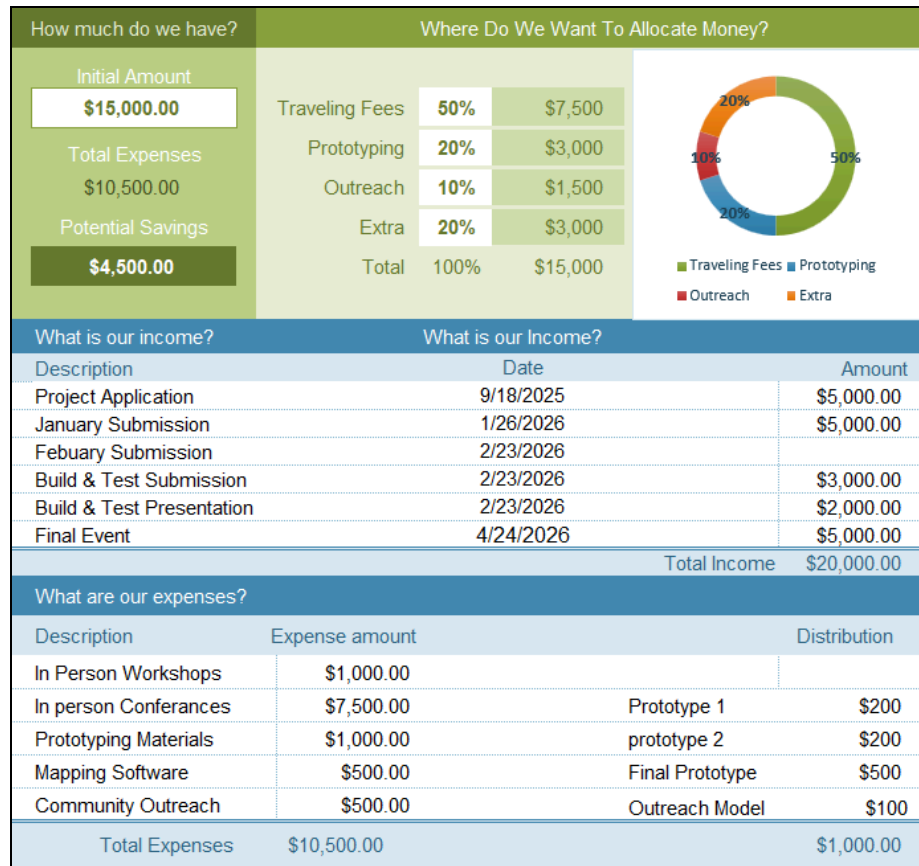 How much do we have? Where Do We Want To Allocate Money?
Initial Amount
$15,000.00
Total Expenses
$10,500.00
Potential Savings
$4,500.00
Traveling Fees 50% $7,500
Prototyping 20% $3,000
Outreach 10% $1,500
Extra 20% $3,000
Total 100% $15,000
20%
10% 50%
20%
Traveling Fees Prototyping
Outreach Extra
What is our income? What is our Income?
Description Date Amount
Project Application 9/18/2025 $5,000.00
January Submission 1/26/2026 $5,000.00
Febuary Submission 2/23/2026
Build & Test Submission 2/23/2026 $3,000.00
Build & Test Presentation 2/23/2026 $2,000.00
Final Event 4/24/2026 $5,000.00
Total Income $20,000.00
What are our expenses?
Description Expense amount Distribution
In Person Workshops $1,000.00
In person Conferances $7,500.00 Prototype 1 $200
Prototyping Materials $1,000.00 prototype 2 $200
Mapping Software $500.00 Final Prototype $500
Community Outreach $500.00 Outreach Model $100
Total Expenses $10,500.00 $1,000.00